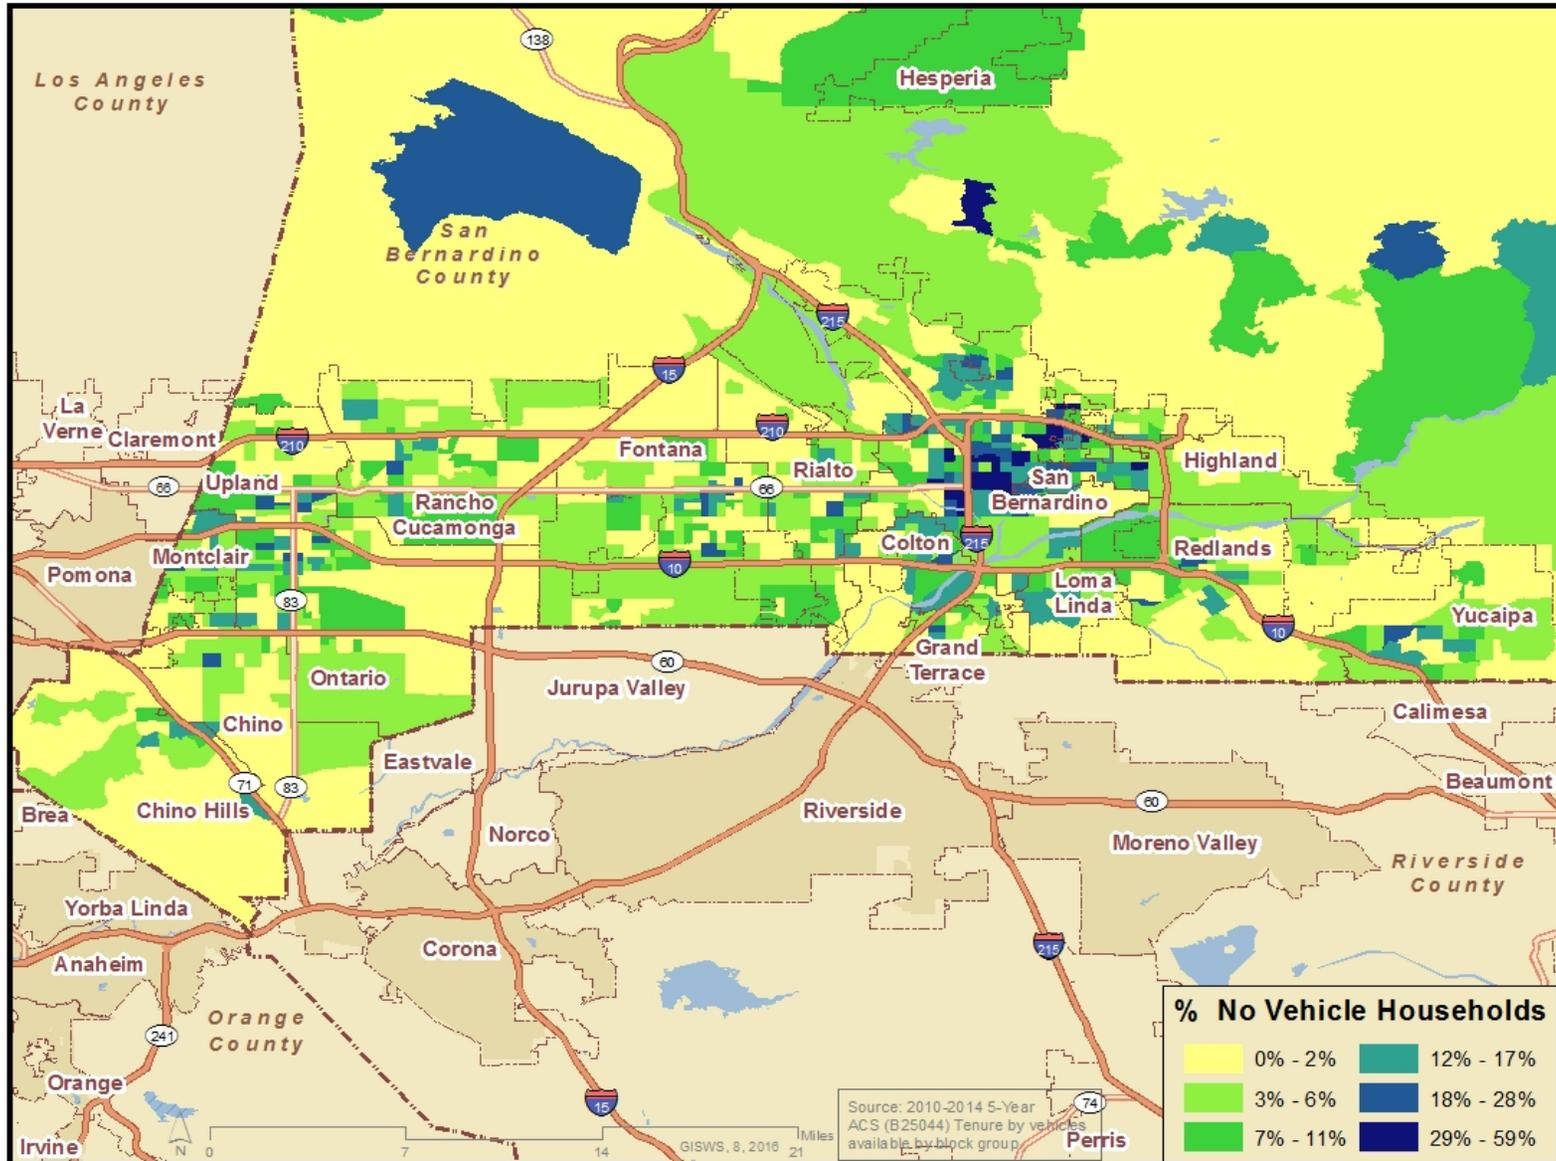 138
Los Angeles
County
Hesperia
San
Bernardino
County
215
15
La
Verne
Claremont
210
210
Fontana
Rialto
Highland
66
Upland
66
Rancho
Cucamonga
San
Bernardino
Montclair
Pomona
Colton
215
Redlands
10
Loma
Linda
83
Yucaipa
10
Grand
Terrace
60
Ontario
Jurupa Valley
Chino
Calimesa
Eastvale
71
83
Beaumont
Brea
Chino Hills
Riverside
60
Norco
Moreno Valley
Riverside
County
Yorba Linda
Corona
215
Anaheim
Orange
County
241
Orange
15
74
Irvine
Perris
N
0
7
14
21
Miles
GISWS, 8, 2016
Source: 2010-2014 5-Year
ACS (B25044) Tenure by vehicles
available by block group
% No Vehicle Households
0% - 2%
12% - 17%
3% - 6%
18% - 28%
7% - 11%
29% - 59%